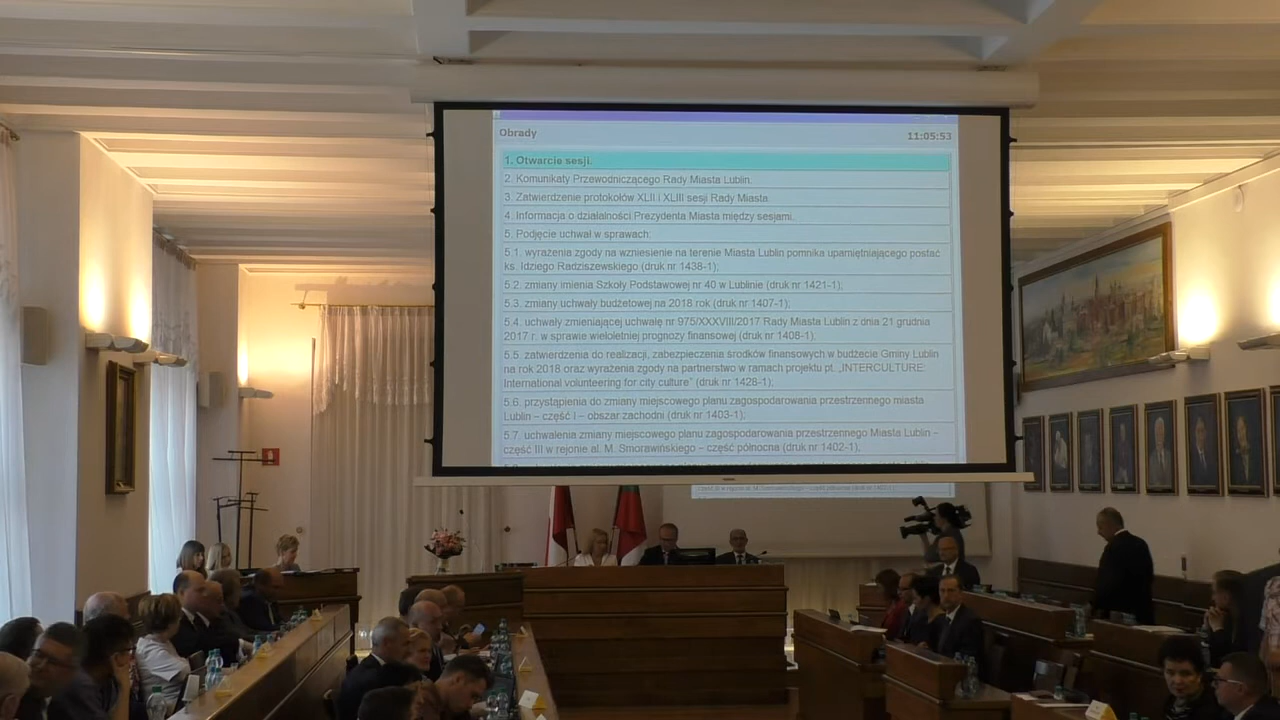 Obrady
11:05:53
1. Otwarcie sesji.
2. Komunikaty Przewodniczącego Rady Miasta Lublin.
3. Zatwierdzenie protokołów XLII i XLIII sesji Rady Miasta.
4. Informacja o działalności Prezydenta Miasta między sesjami.
5. Podjęcie uchwał w sprawach:
5.1. wyrażenia zgody na wzniesienie na terenie Miasta Lublin pomnika upamiętniającego postać
ks. Idziego Radziszewskiego (druk nr 1438-1);
5.2. zmiany imienia Szkoły Podstawowej nr 40 w Lublinie (druk nr 1421-1);
5.3. zmiany uchwały budżetowej na 2018 rok (druk nr 1407-1);
5.4. uchwały zmieniającej uchwałę nr 975/XXXVIII/2017 Rady Miasta Lublin z dnia 21 grudnia
2017 r. w sprawie wieloletniej prognozy finansowej (druk nr 1408-1);
5.5. zatwierdzenia do realizacji, zabezpieczenia środków finansowych w budżecie Gminy Lublin
na rok 2018 oraz wyrażenia zgody na partnerstwo w ramach projektu pt. „INTERCULTURE:
International volunteering for city culture” (druk nr 1428-1);
5.6. przystąpienia do zmiany miejscowego planu zagospodarowania przestrzennego miasta
Lublin – część I – obszar zachodni (druk nr 1403-1);
5.7. uchwalenia zmiany miejscowego planu zagospodarowania przestrzennego Miasta Lublin –
część III w rejonie al. M. Smorawińskiego – część północna (druk nr 1402-1);